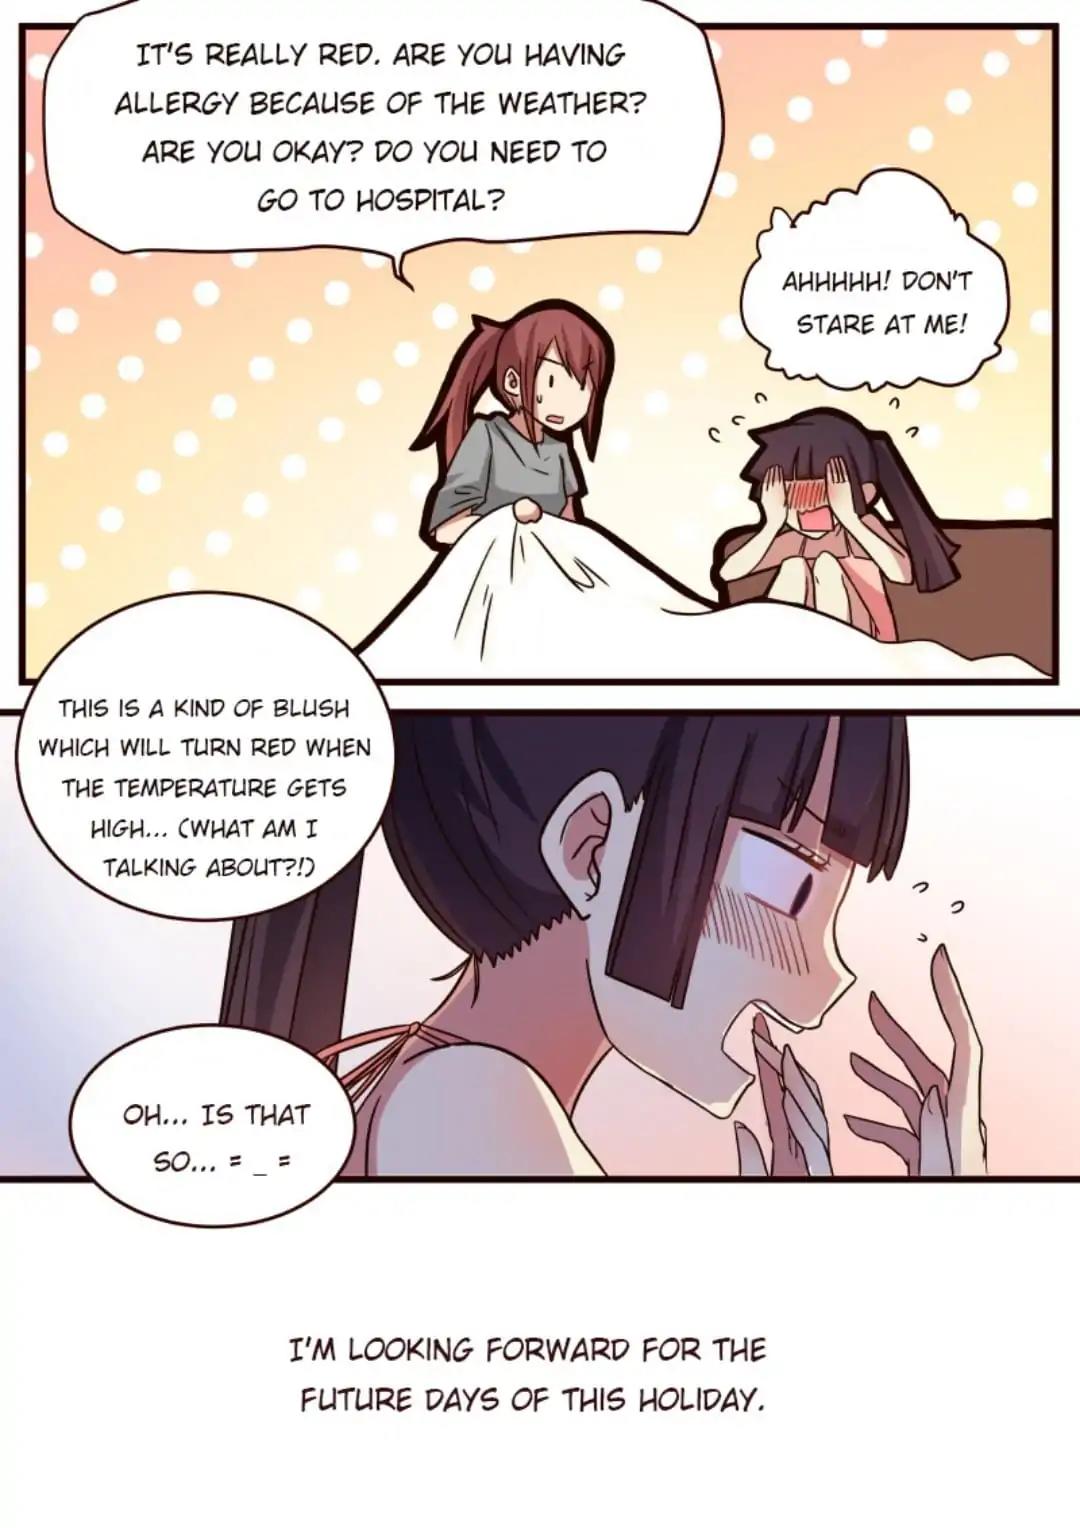 IT'S REALLY RED. ARE YOU HAVING
ALLERGY BECAUSE OF THE WEATHER?
ARE YOU OKAY? DO YOU NEED TO
GO TO HOSPITAL?
AHHHHH! DON'T
STARE AT ME!
THIS IS A KIND OF BLUSH
WHICH WILL TURN RED WHEN
THE TEMPERATURE GETS
HIGH... (WHAT AM I
TALKING ABOUT?!)
OH... IS THAT
SO... = _ =
I'M LOOKING FORWARD FOR THE
FUTURE DAYS OF THIS HOLIDAY.